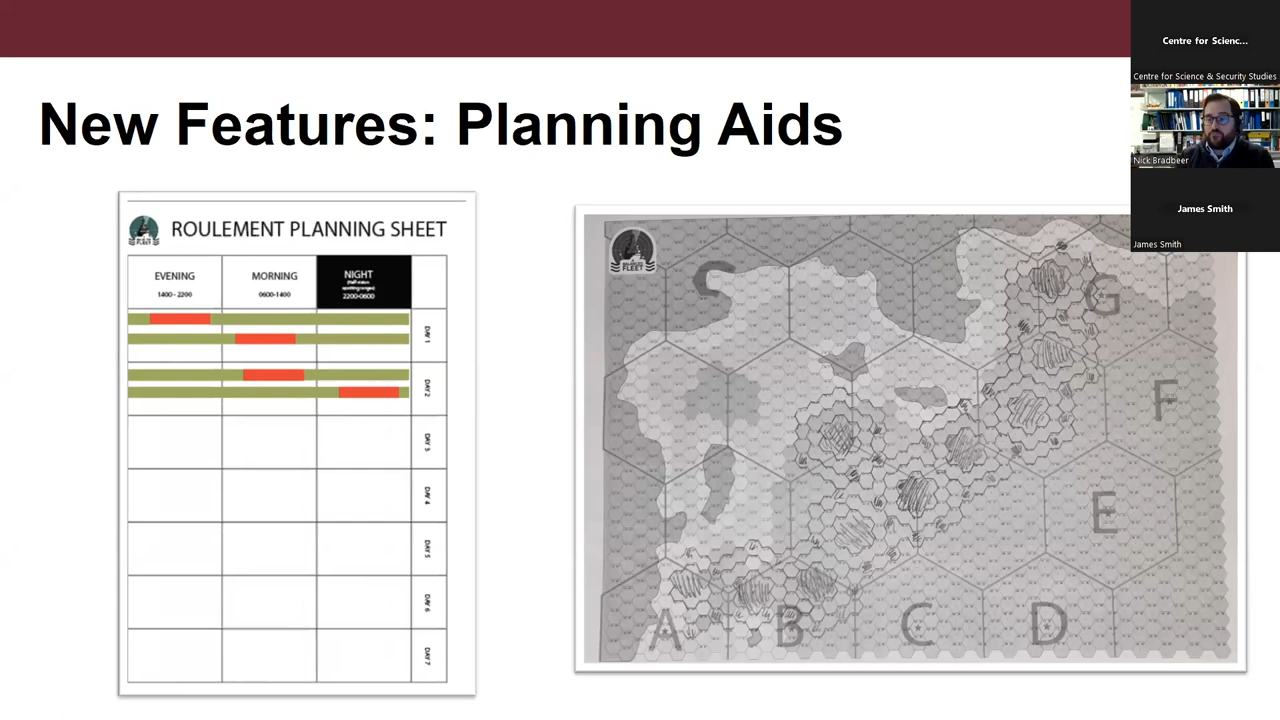 New Features: Planning Aids
ROULEMENT PLANNING SHEET
EVENING
1400 - 2200
MORNING
0600-1400
NIGHT
2200-0600
DAY 1
DAY 2
DAY 3
DAY 4
DAY 5
DAY 6
DAY 7
FLEET
G
F
E
A
B
C
D
Centre for Scienc...
Centre for Science & Security Studies
Nick Bradbeer
James Smith
James Smith